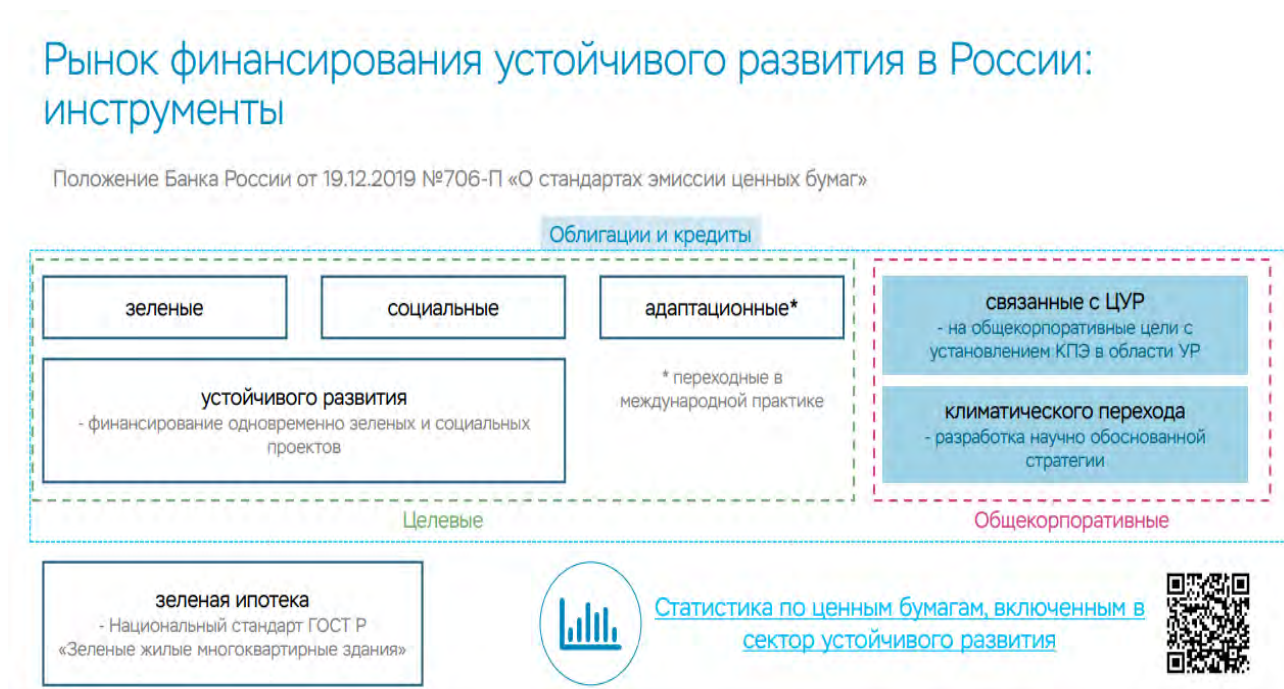 Рынок финансирования устойчивого развития в России:
инструменты
Положение Банка России от 19.12.2019 №706-П «О стандартах эмиссии ценных бумаг»
Облигации и кредиты
зеленые
социальные
адаптационные*
устойчивого развития
- финансирование одновременно зеленых и социальных
проектов
* переходные в
международной практике
Целевые
связанные с ЦУР
- на общекорпоративные цели с
установлением КПЭ в области УР
климатического перехода
- разработка научно обоснованной
стратегии
Общекорпоративные
зеленая ипотека
- Национальный стандарт ГОСТ Р
«Зеленые жилые многоквартирные здания»
Статистика по ценным бумагам, включенным в
сектор устойчивого развития